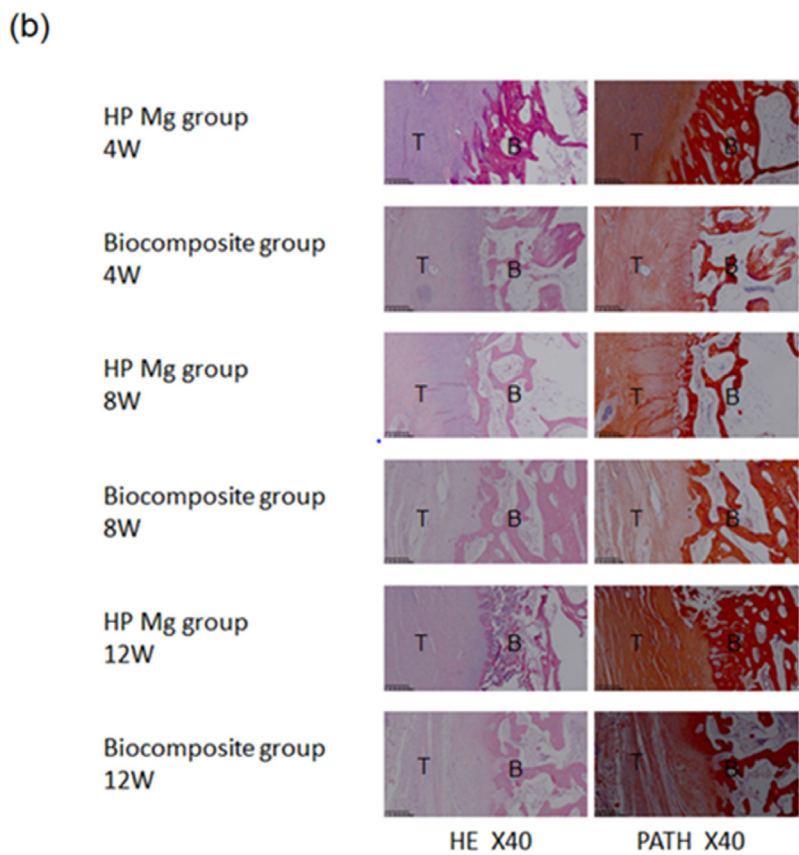 (b)
HP Mg group
4W
T B T B
Biocomposite group
4W
T B T B
HP Mg group
8W
T B T B
Biocomposite group
8W
T B T B
HP Mg group
12W
T B T B
Biocomposite group
12W
T B T B
HE X40 PATH X40